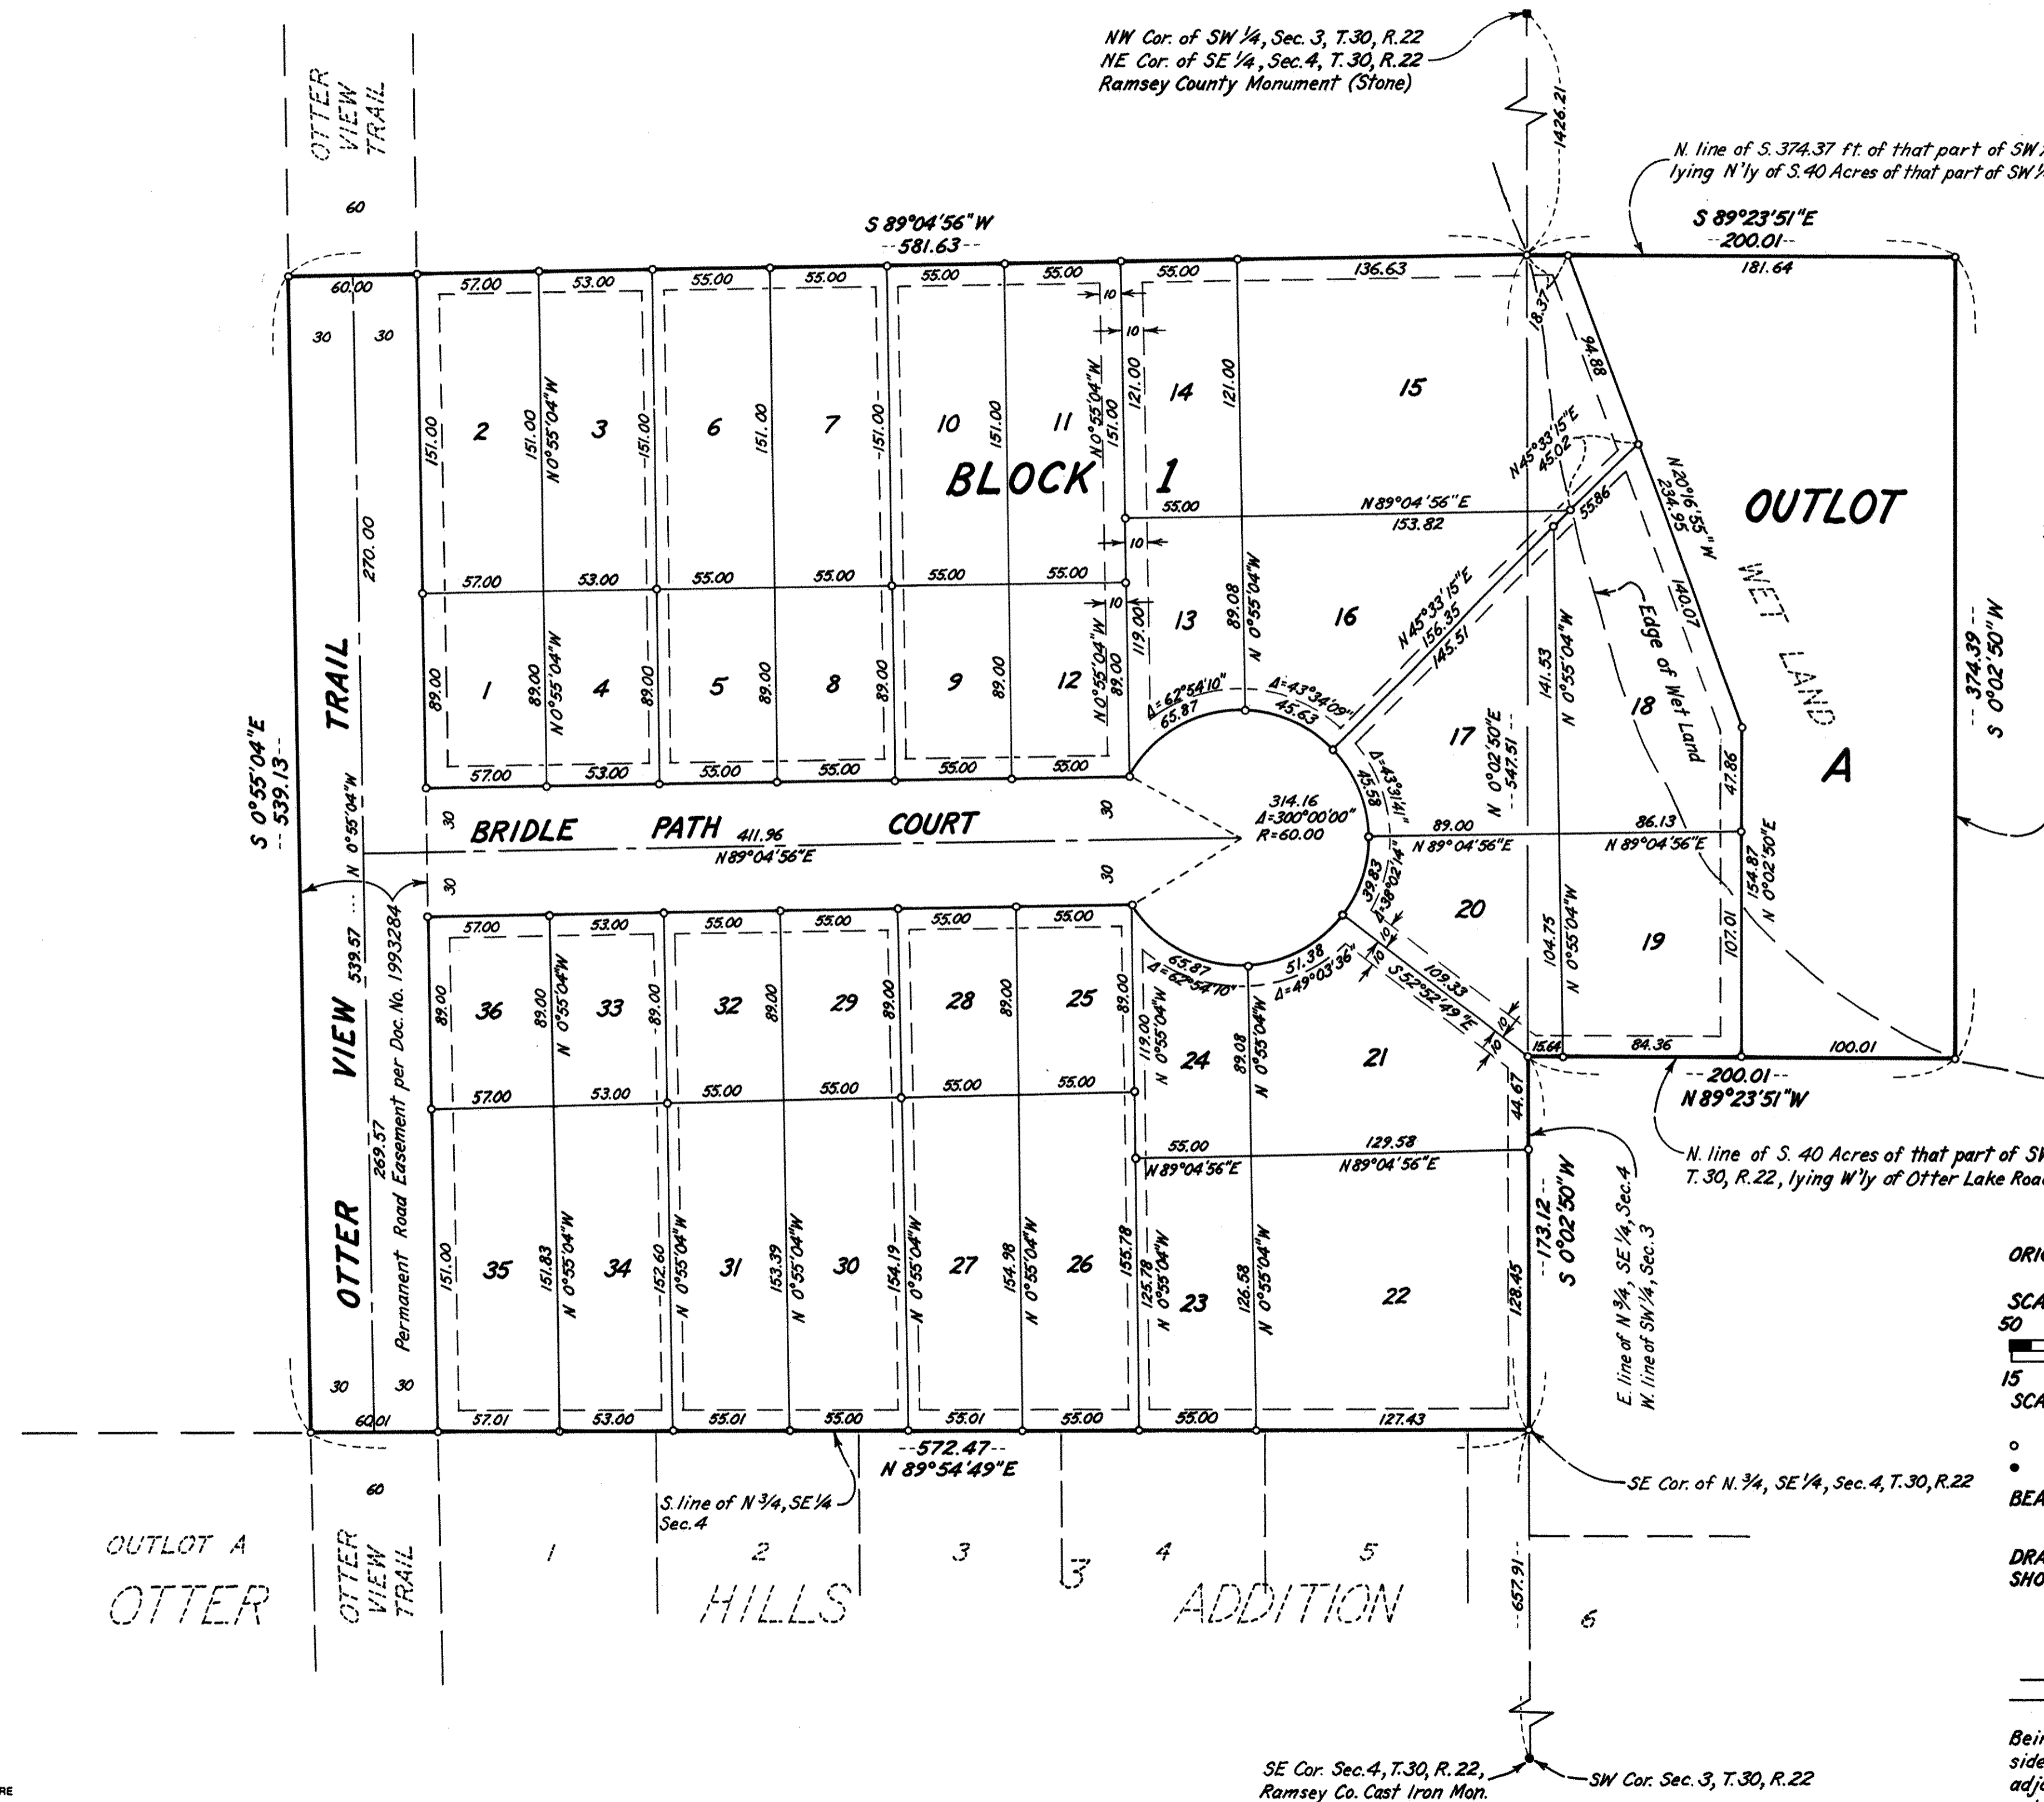 NW Cor. of SW 1/4, Sec. 3, T.30, R.22
NE Cor. of SE 1/4, Sec. 4, T.30, R.22
Ramsey County Monument (Stone)
1426.21
N. line of S. 374.37 ft. of that part of SW
lying N'ly of S. 40 Acres of that part of SW
OTTER
VIEW
TRAIL
60
S 89°04'56" W
--581.63--
S 89°23'51"E
--200.01--
60.00
57.00
53.00
55.00
55.00
55.00
55.00
55.00
136.63
181.64
18.37
30
30
10
10
94.88
151.00
2
151.00
N 0°55'04"W
3
151.00
6
151.00
7
151.00
10
151.00
11
N 0°55'04"W
151.00
121.00
14
121.00
15
BLOCK 1
N 45°33'15"E
45.02
55.86
N 20°16'55"W
234.95
OUTLOT
A
WET LAND
270.00
57.00
53.00
55.00
55.00
55.00
55.00
55.00
N 89°04'56"E
153.82
10
10
89.00
1
89.00
N 0°55'04"W
4
89.00
5
89.00
8
89.00
9
89.00
12
N 0°55'04"W
89.00
119.00
13
89.08
N 0°55'04"W
16
N 45°33'15"E
156.35
145.51
17
N 0°02'50"E
--547.51--
141.53
N 0°55'04"W
18
Edge of Wet Land
140.07
47.86
--374.39--
S 0°02'50"W
S 0°55'04"E
--539.13--
OTTER VIEW TRAIL
539.57
N 0°55'04"W
Permanent Road Easement per Doc. No. 1993284
57.00
53.00
55.00
55.00
55.00
55.00
Δ=62°54'10"
65.87
Δ=43°34'09"
45.63
Δ=43°31'41"
45.58
30
30
BRIDLE PATH COURT
411.96
N 89°04'56"E
30
30
314.16
Δ=300°00'00"
R=60.00
89.00
N 89°04'56"E
86.13
N 89°04'56"E
39.83
Δ=38°02'14"
57.00
53.00
55.00
55.00
55.00
55.00
65.87
Δ=62°54'10"
51.38
Δ=49°03'36"
10
10
109.33
S 52°52'49"E
10
10
20
104.75
N 0°55'04"W
19
107.01
154.87
N 0°02'50"E
89.00
36
89.00
N 0°55'04"W
33
89.00
32
89.00
29
89.00
28
89.00
25
89.00
119.00
N 0°55'04"W
24
89.08
N 0°55'04"W
21
15.64
84.36
100.01
--200.01--
N 89°23'51"W
44.67
57.00
53.00
55.00
55.00
55.00
55.00
55.00
N 89°04'56"E
129.58
N 89°04'56"E
N. line of S. 40 Acres of that part of SW
T. 30, R.22, lying W'ly of Otter Lake Road
--173.12--
S 0°02'50"W
E. line of N 3/4, SE 1/4, Sec. 4
W. line of SW 1/4, Sec. 3
269.57
151.00
35
151.83
N 0°55'04"W
34
152.60
N 0°55'04"W
31
153.39
N 0°55'04"W
30
154.19
N 0°55'04"W
27
154.98
N 0°55'04"W
26
155.78
125.78
N 0°55'04"W
23
126.58
N 0°55'04"W
22
128.45
30
30
60.01
57.01
53.00
55.01
55.00
55.01
55.00
55.00
127.43
--572.47--
N 89°54'49"E
S. line of N 3/4, SE 1/4
Sec. 4
SE Cor. of N. 3/4, SE 1/4, Sec. 4, T.30, R.22
60
OUTLOT A
OTTER
VIEW
TRAIL
1
2
3
3
4
5
6
OTTER HILLS ADDITION
657.91
SE Cor. Sec. 4, T.30, R.22,
Ramsey Co. Cast Iron Mon.
SW Cor. Sec. 3, T.30, R.22
50
15
RE